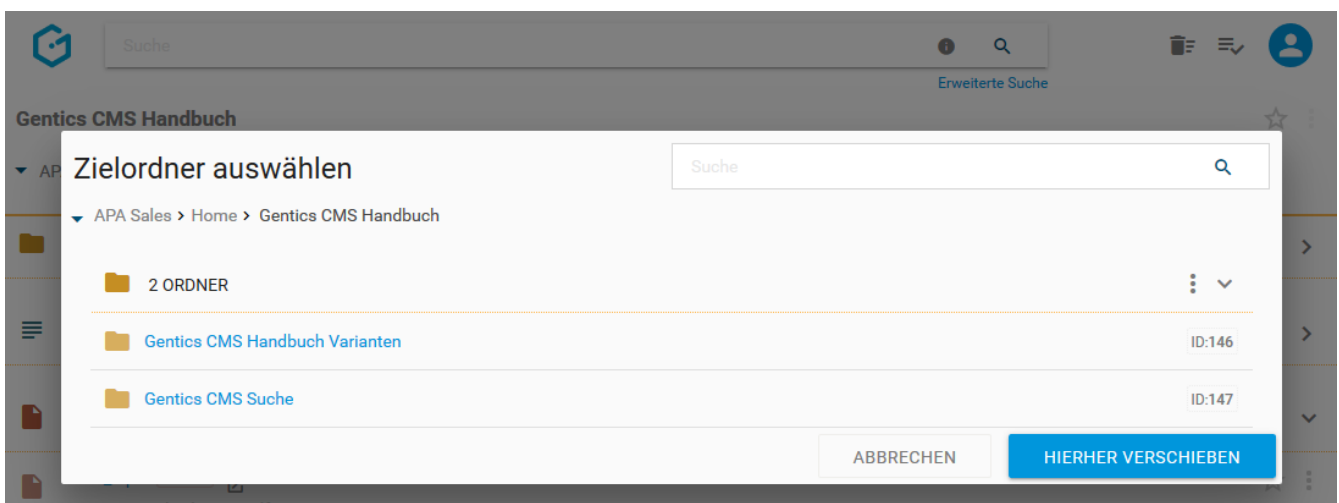 Suche
Erweiterte Suche
Gentics CMS Handbuch
AP
Zielordner auswählen
Suche
APA Sales > Home > Gentics CMS Handbuch
2 ORDNER
Gentics CMS Handbuch Varianten
ID:146
Gentics CMS Suche
ID:147
ABBRECHEN
HIERHER VERSCHIEBEN